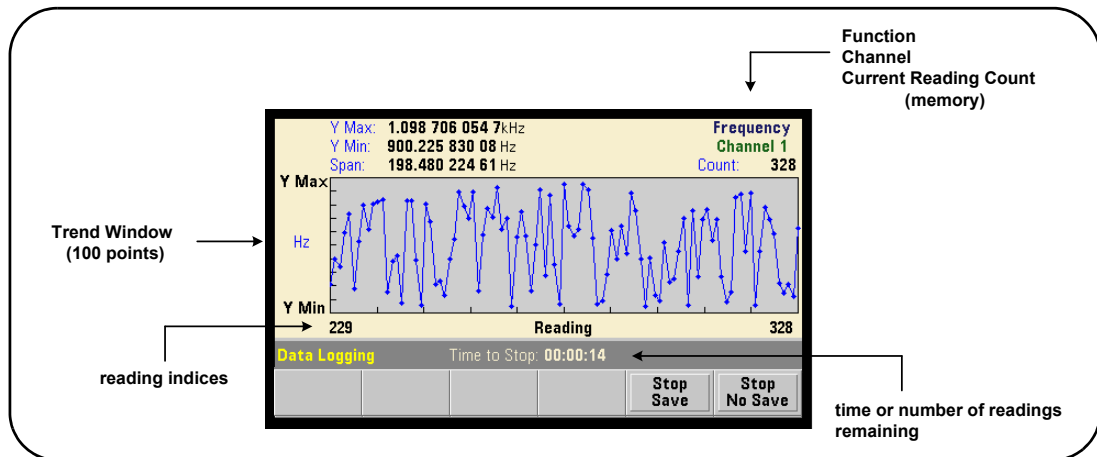 Function
Channel
Current Reading Count
(memory)
Y Max: 1.098 706 054 7kHz
Frequency
Y Min: 900.225 830 08 Hz
Channel 1
Span: 198.480 224 61 Hz
Count: 328
Y Max
Trend Window
(100 points)
Hz
Y Min
229
Reading
328
Data Logging
Time to Stop: 00:00:14
reading indices
Stop
Save
Stop
No Save
time or number of readings
remaining